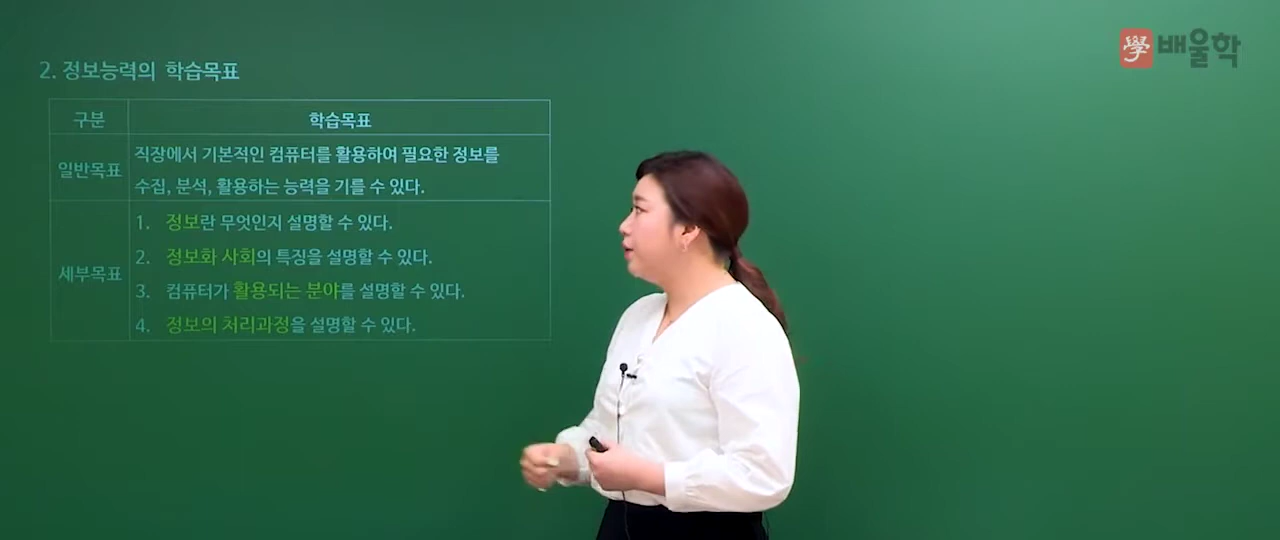 學 배울학
2. 정보능력의 학습목표
구분 학습목표
일반목표 직장에서 기본적인 컴퓨터를 활용하여 필요한 정보를
수집, 분석, 활용하는 능력을 기를 수 있다.
세부목표
1. 정보란 무엇인지 설명할 수 있다.
2. 정보화 사회의 특징을 설명할 수 있다.
3. 컴퓨터가 활용되는 분야를 설명할 수 있다.
4. 정보의 처리과정을 설명할 수 있다.